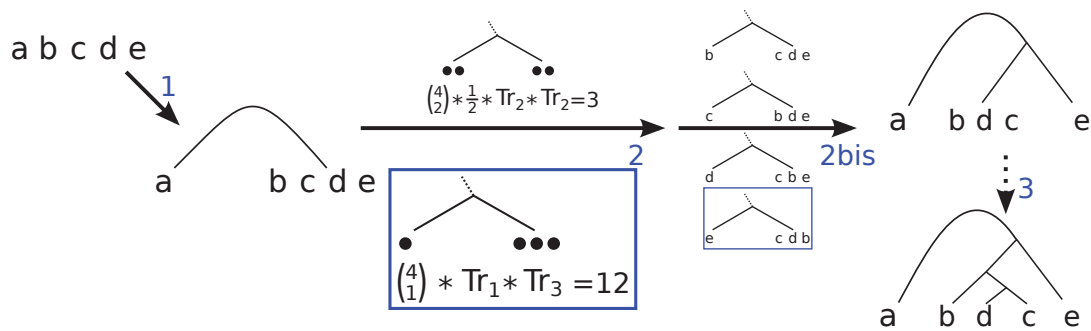 a b c d e
1
a
b c d e
(4 2) * 1/2 * Tr₂ * Tr₂=3
2
(4 1) * Tr₁ * Tr₃ =12
b
c d e
c
b d e
d
c b e
e
c d b
2bis
a
b d c
e
3
a
b
d
c
e